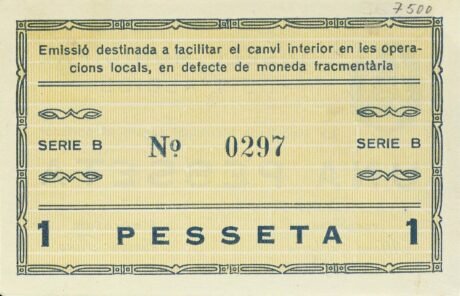 7500
Emissió destinada a facilitar el canvi interior en les opera-
cions locals, en defecte de moneda fracmentària
SERIE B Nº 0297 SERIE B
1 PESSETA 1